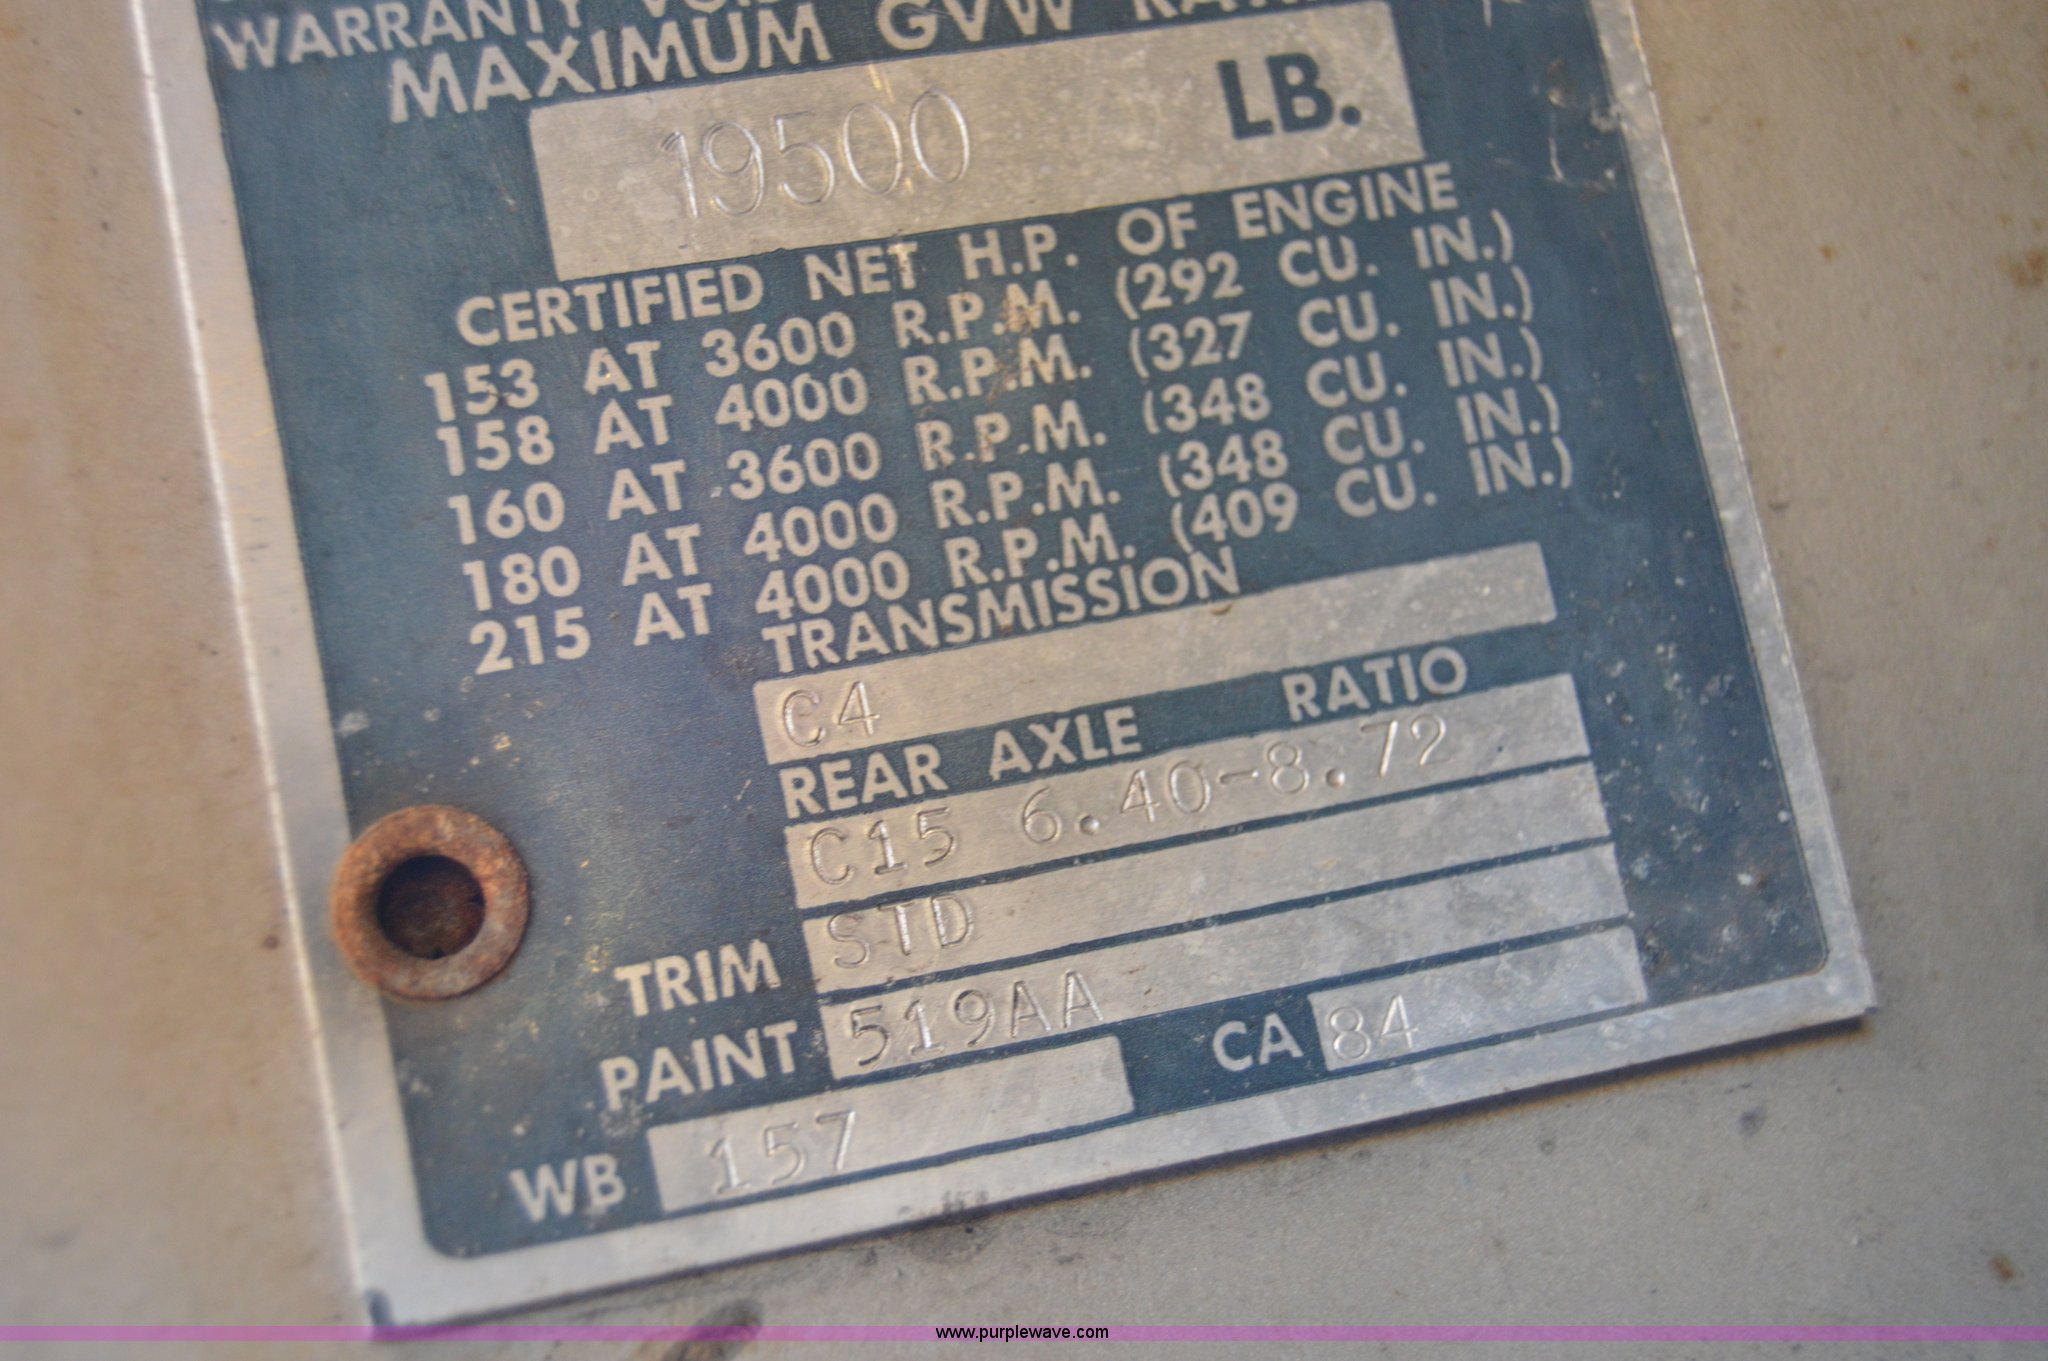 WARRANTY
MAXIMUM GVW
19500 LB.
CERTIFIED NET H.P. OF ENGINE
153 AT 3600 R.P.M. (292 CU. IN.)
158 AT 4000 R.P.M. (327 CU. IN.)
160 AT 3600 R.P.M. (348 CU. IN.)
180 AT 4000 R.P.M. (348 CU. IN.)
215 AT 4000 R.P.M. (409 CU. IN.)
TRANSMISSION
C4
REAR AXLE RATIO
C15 6.40-8.72
TRIM STD
PAINT 519AA
WB 157 CA 84
www.purplewave.com